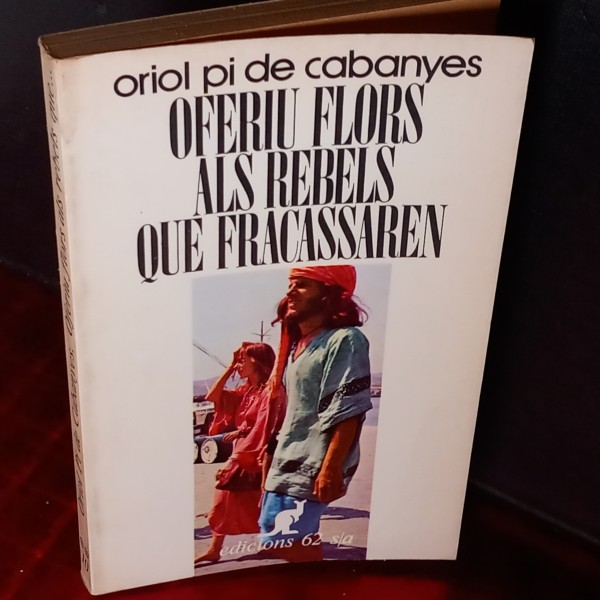 oriol pi de cabanyes
OFERIU FLORS
ALS REBELS
QUE FRACASSAREN
edicions 62 s/a